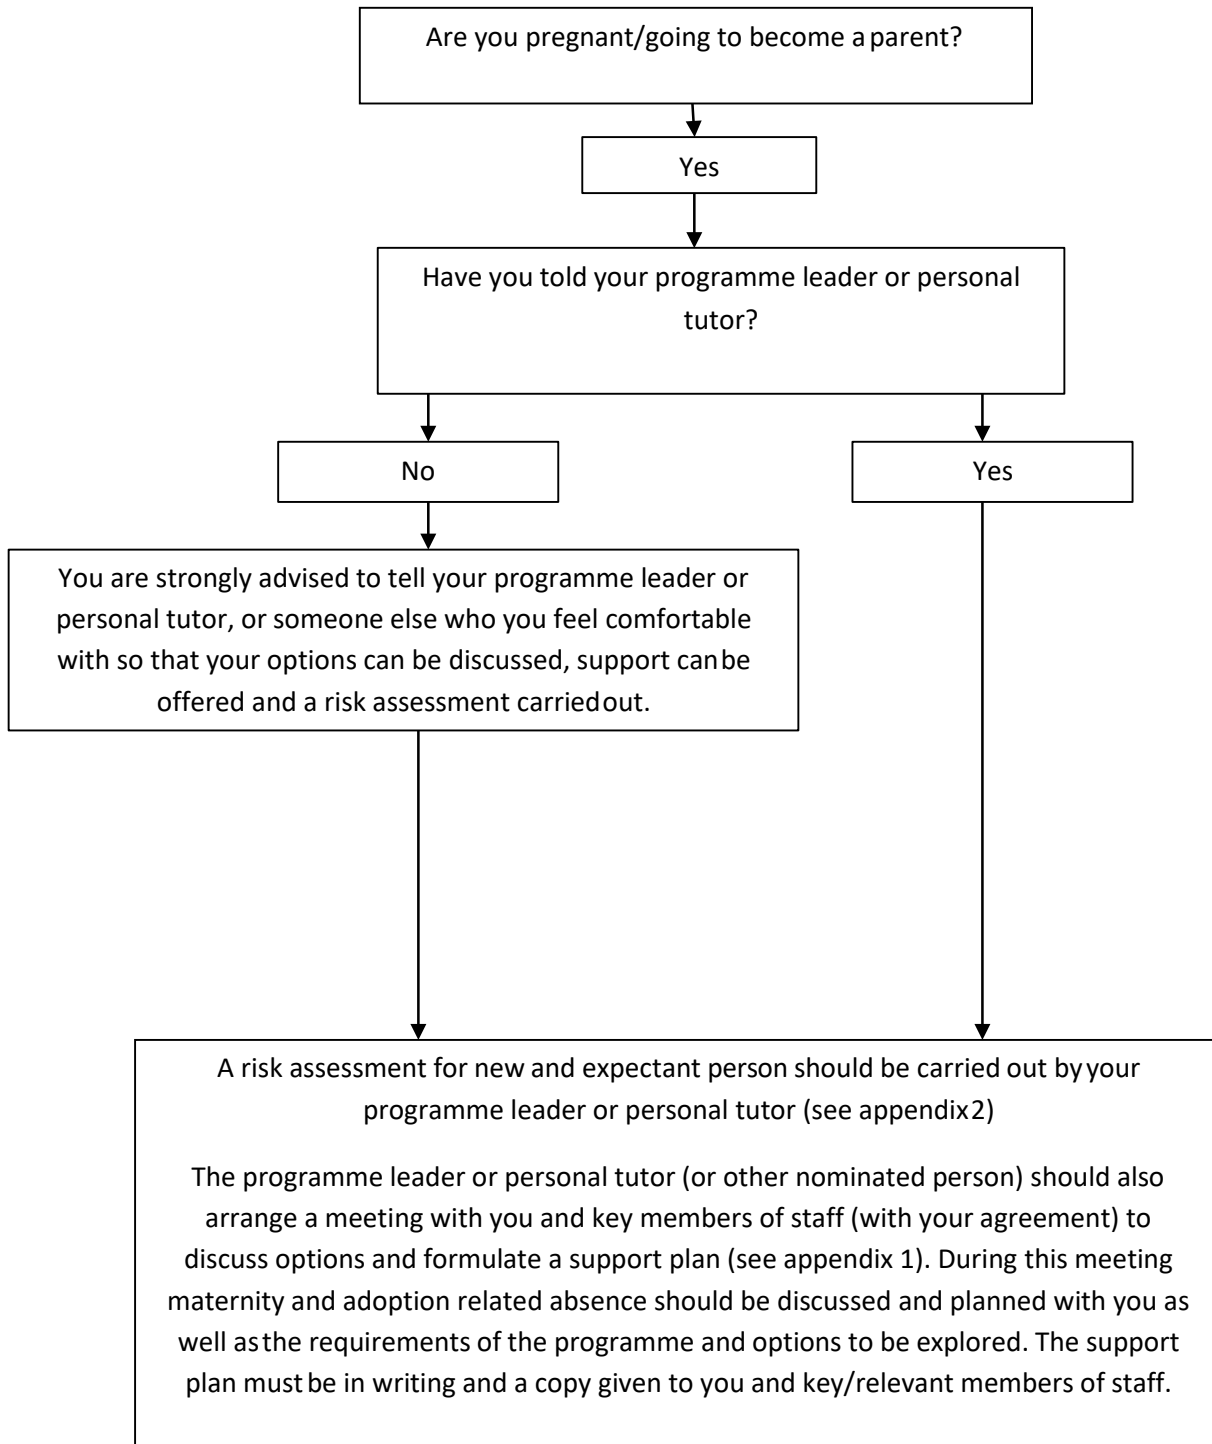 Are you pregnant/going to become a parent?
Yes
Have you told your programme leader or personal
tutor?
No
Yes
You are strongly advised to tell your programme leader or
personal tutor, or someone else who you feel comfortable
with so that your options can be discussed, support can be
offered and a risk assessment carried out.
A risk assessment for new and expectant person should be carried out by your
programme leader or personal tutor (see appendix 2)
The programme leader or personal tutor (or other nominated person) should also
arrange a meeting with you and key members of staff (with your agreement) to
discuss options and formulate a support plan (see appendix 1). During this meeting
maternity and adoption related absence should be discussed and planned with you as
well as the requirements of the programme and options to be explored. The support
plan must be in writing and a copy given to you and key/relevant members of staff.